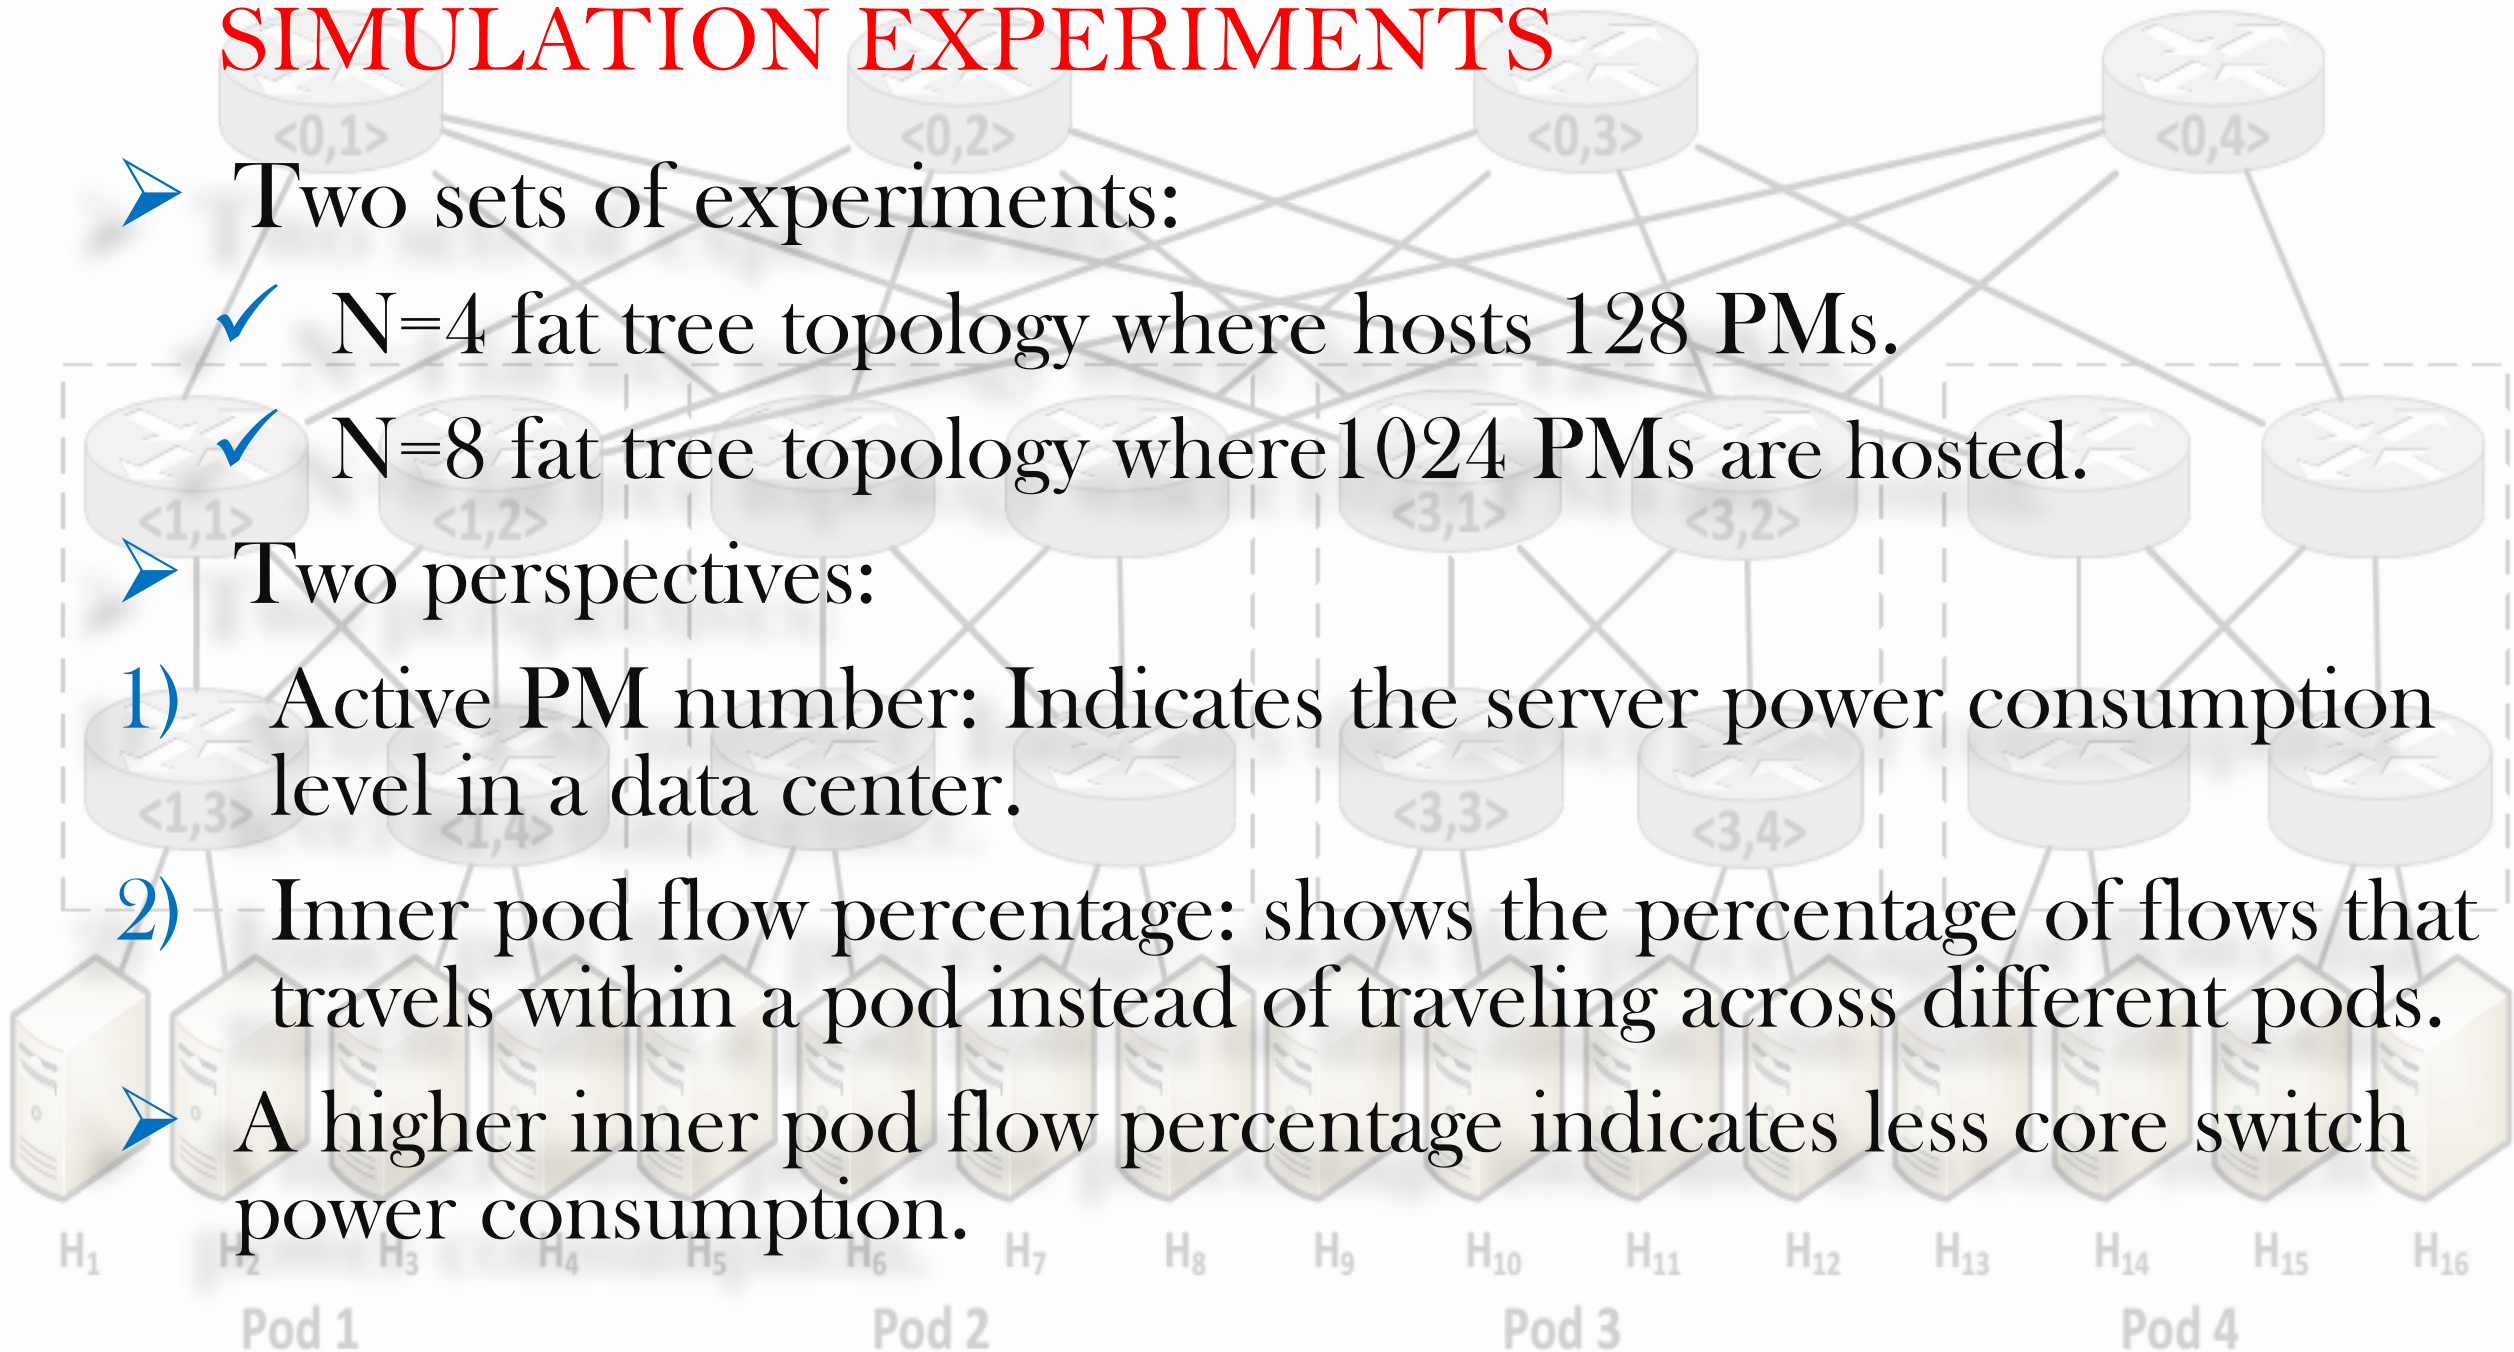 SIMULATION EXPERIMENTS
<0,1> <0,2> <0,3> <0,4>
Two sets of experiments:
N=4 fat tree topology where hosts 128 PMs.
N=8 fat tree topology where1024 PMs are hosted.
<1,1> <1,2> <3,1> <3,2>
Two perspectives:
1) Active PM number: Indicates the server power consumption
level in a data center.
<1,3> <1,4> <3,3> <3,4>
2) Inner pod flow percentage: shows the percentage of flows that
travels within a pod instead of traveling across different pods.
A higher inner pod flow percentage indicates less core switch
power consumption.
H1 H2 H3 H4 H5 H6 H7 H8 H9 H10 H11 H12 H13 H14 H15 H16
Pod 1 Pod 2 Pod 3 Pod 4